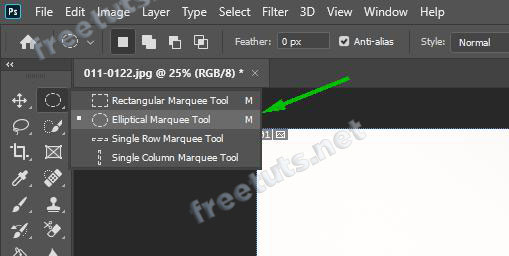 Ps File Edit Image Layer Type Select Filter 3D View Window Help
Feather: 0 px Anti-alias Style: Normal
011-0122.jpg @ 25% (RGB/8) * ×
Rectangular Marquee Tool M
Elliptical Marquee Tool M
Single Row Marquee Tool
Single Column Marquee Tool
freetuts.net
freetuts.net